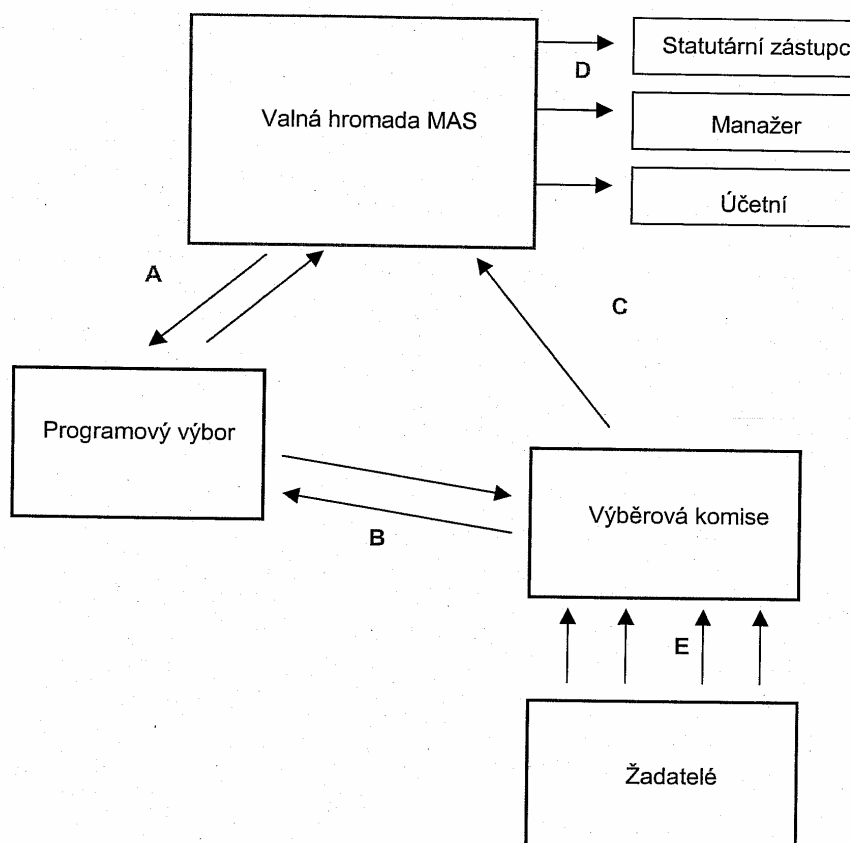 Valná hromada MAS
Statutární zástupc
D
Manažer
Účetní
A
C
Programový výbor
B
Výběrová komise
E
Žadatelé